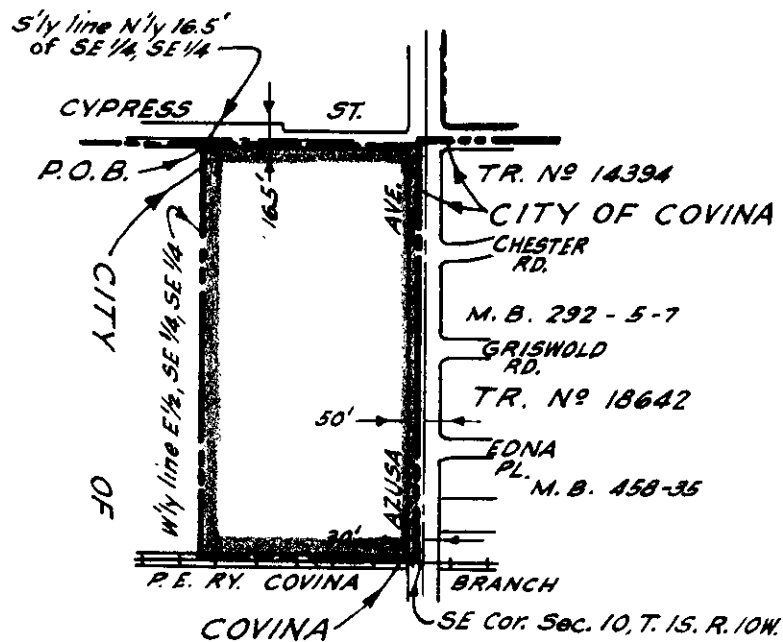 S'ly line N'ly 16.5'
of SE 1/4, SE 1/4
CYPRESS ST.
P.O.B.
16.5'
AVE.
TR. Nº 14394
CITY OF COVINA
CHESTER
RD.
CITY
W'ly line E 1/2, SE 1/4, SE 1/4
M.B. 292-5-7
GRISWOLD
RD.
TR. Nº 18642
50'
EDNA
PL.
M.B. 458-35
AZUSA
OF
P.E. RY. COVINA BRANCH
COVINA
SE Cor. Sec. 10, T. 1S. R. 10W.